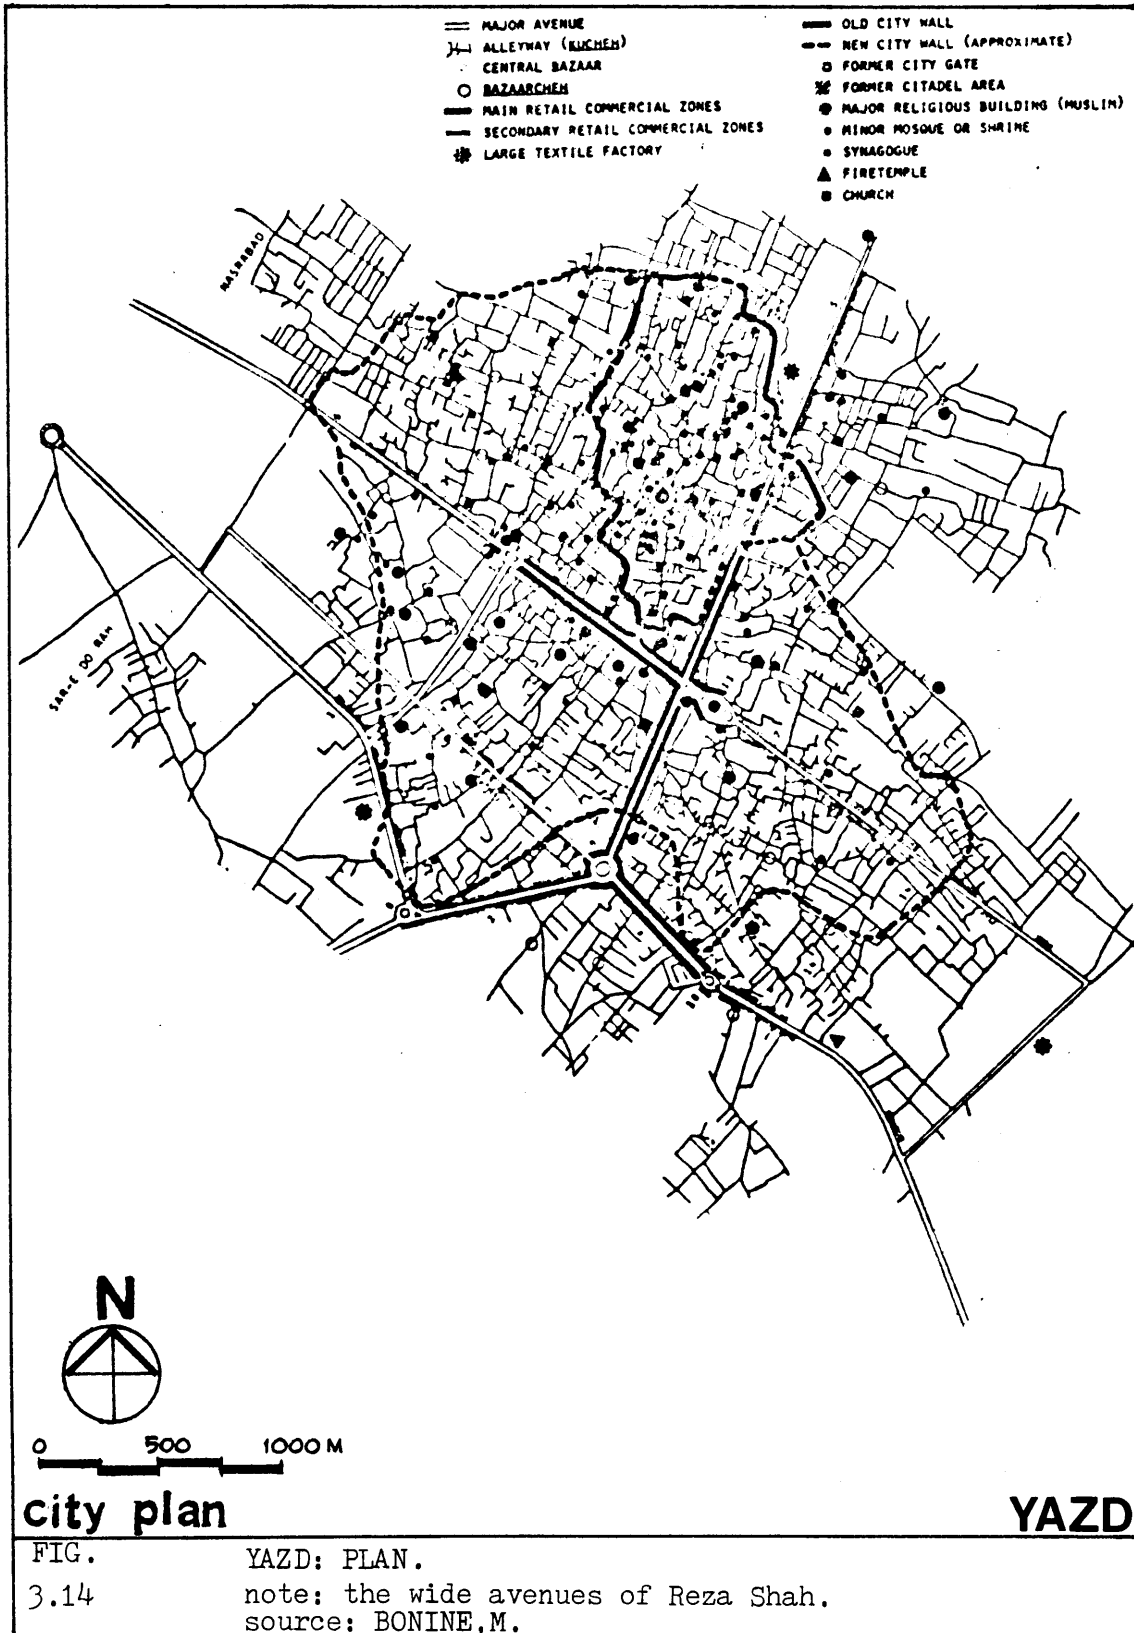 MAJOR AVENUE
ALLEYWAY (KUCHEH)
CENTRAL BAZAAR
BAZAARCHEH
MAIN RETAIL COMMERCIAL ZONES
SECONDARY RETAIL COMMERCIAL ZONES
LARGE TEXTILE FACTORY
OLD CITY WALL
NEW CITY WALL (APPROXIMATE)
FORMER CITY GATE
FORMER CITADEL AREA
MAJOR RELIGIOUS BUILDING (MUSLIM)
MINOR MOSQUE OR SHRINE
SYNAGOGUE
FIRETEMPLE
CHURCH
NASRABAD
SAR-E DO RAH
N
0 500 1000 M
city plan
YAZD
FIG. YAZD: PLAN.
3.14 note: the wide avenues of Reza Shah.
source: BONINE,M.